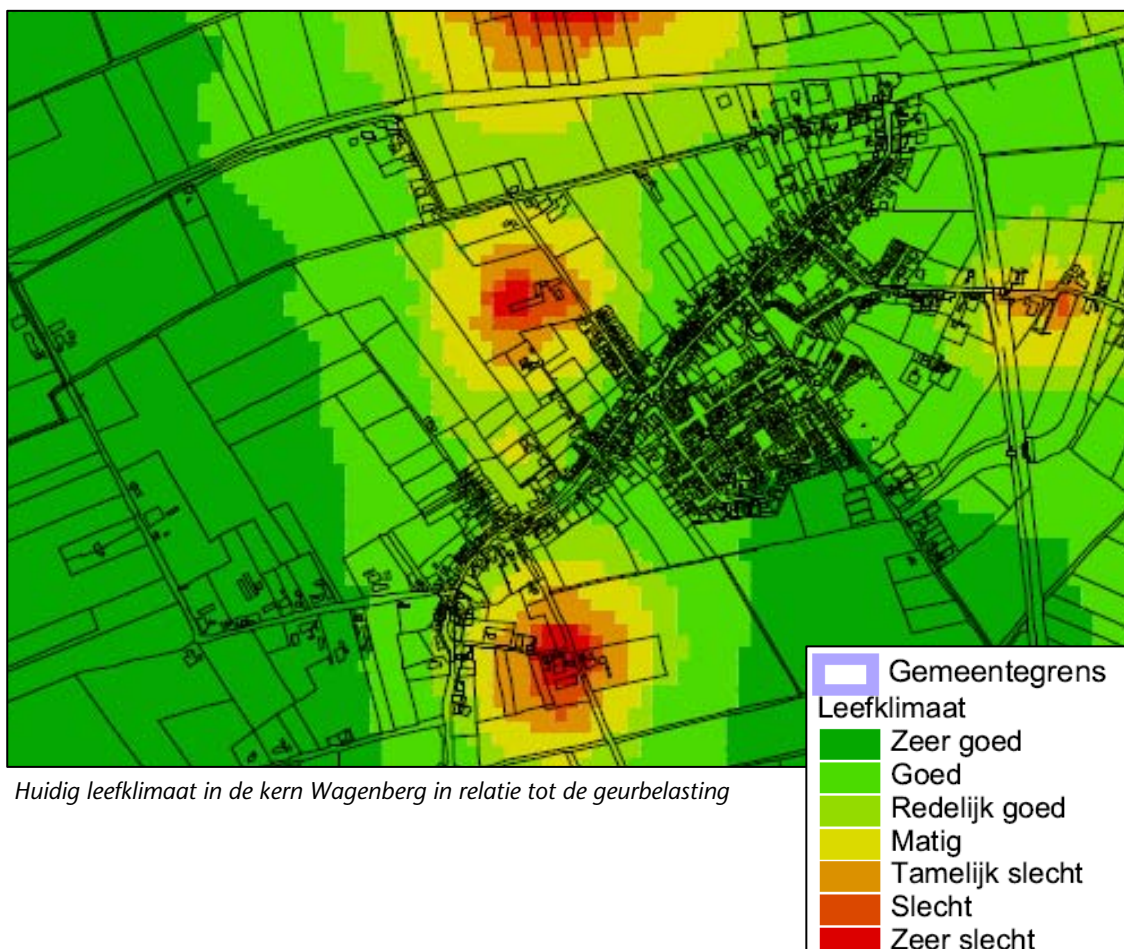 Gemeentegrens
Leefklimaat
Zeer goed
Goed
Redelijk goed
Matig
Tamelijk slecht
Slecht
Zeer slecht
Huidig leefklimaat in de kern Wagenberg in relatie tot de geurbelasting